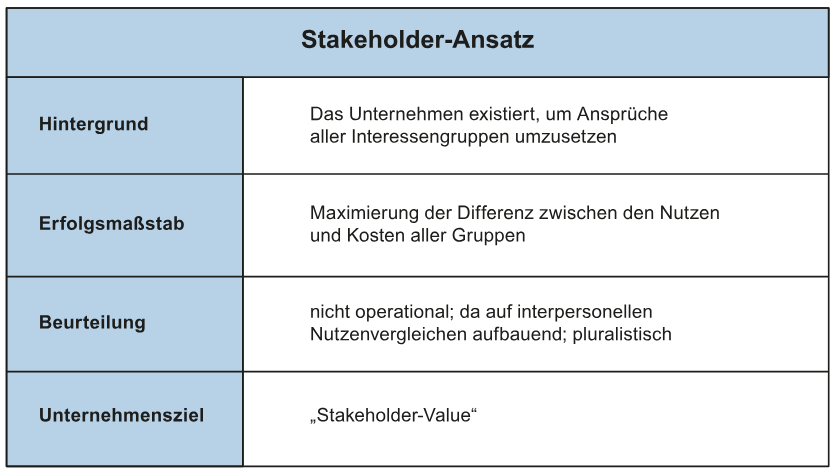 Stakeholder-Ansatz
Hintergrund
Das Unternehmen existiert, um Ansprüche
aller Interessengruppen umzusetzen
Erfolgsmaßstab
Maximierung der Differenz zwischen den Nutzen
und Kosten aller Gruppen
Beurteilung
nicht operational; da auf interpersonellen
Nutzenvergleichen aufbauend; pluralistisch
Unternehmensziel
„Stakeholder-Value“